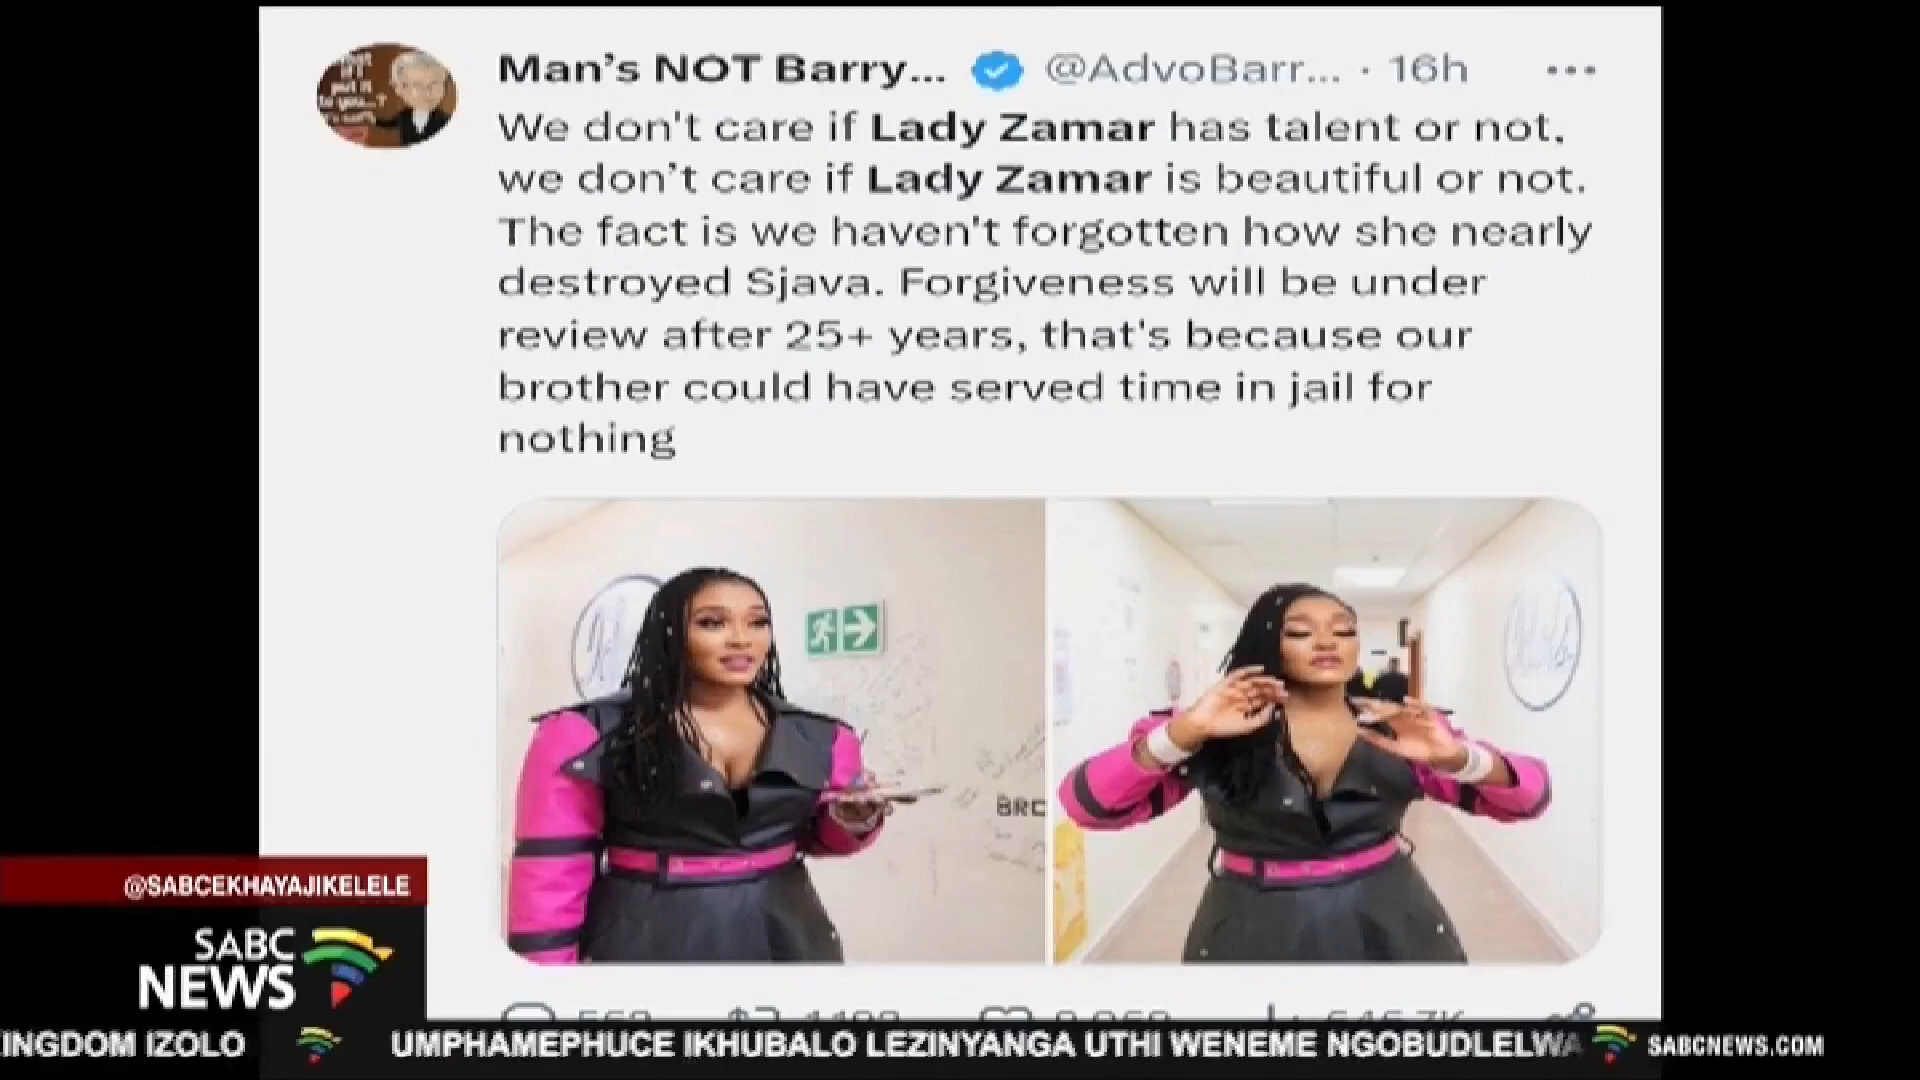 Man's NOT Barry... @AdvoBarr... · 16h
We don't care if Lady Zamar has talent or not,
we don't care if Lady Zamar is beautiful or not.
The fact is we haven't forgotten how she nearly
destroyed Sjava. Forgiveness will be under
review after 25+ years, that's because our
brother could have served time in jail for
nothing
BRC
@SABCEKHAYAJIKELELE
SABC
NEWS
INGDOM IZOLO UMPHAMEPHUCE IKHUBALO LEZINYANGA UTHI WENEME NGOBUDLELWA SABCNEWS.COM